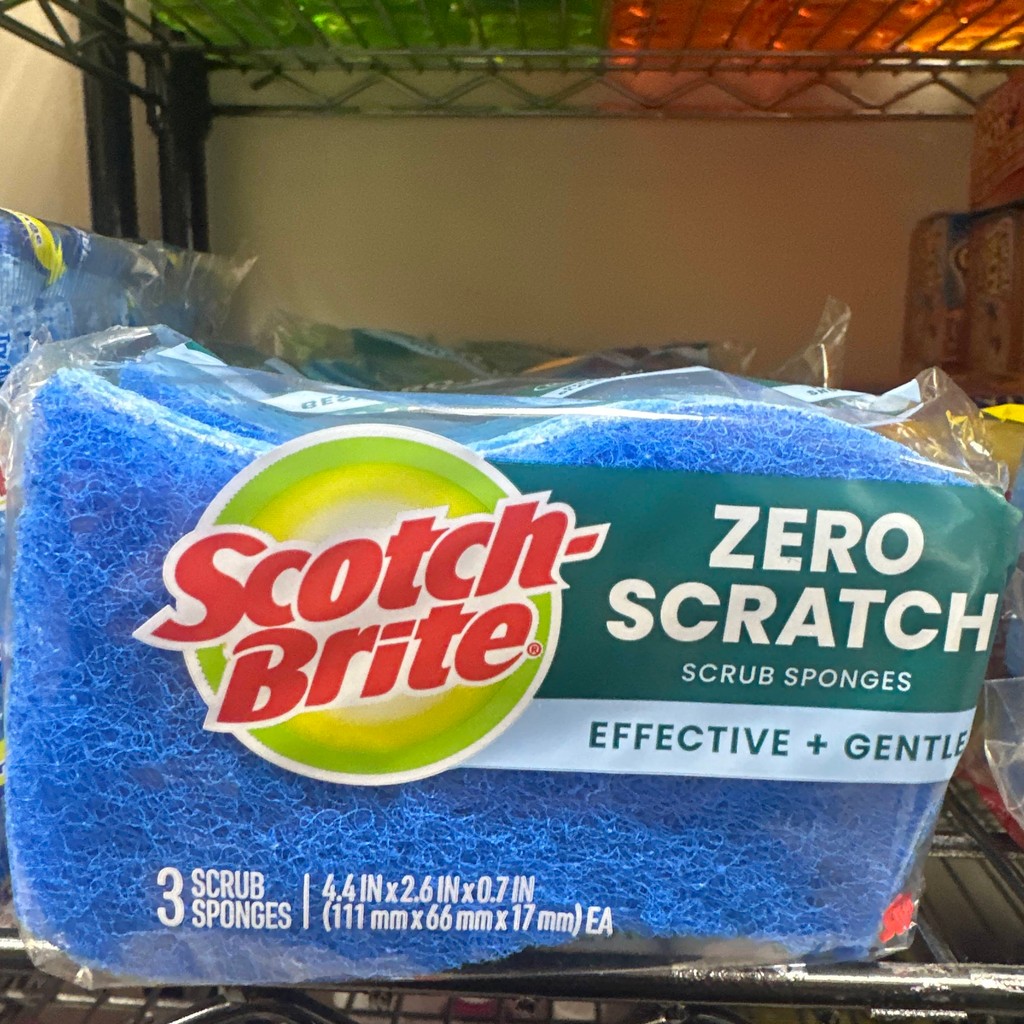 Scotch-
Brite®
ZERO
SCRATCH
SCRUB SPONGES
EFFECTIVE + GENTLE
3 SCRUB
SPONGES
4.4 IN x 2.6 IN x 0.7 IN
(111 mm x 66 mm x 17 mm) EA